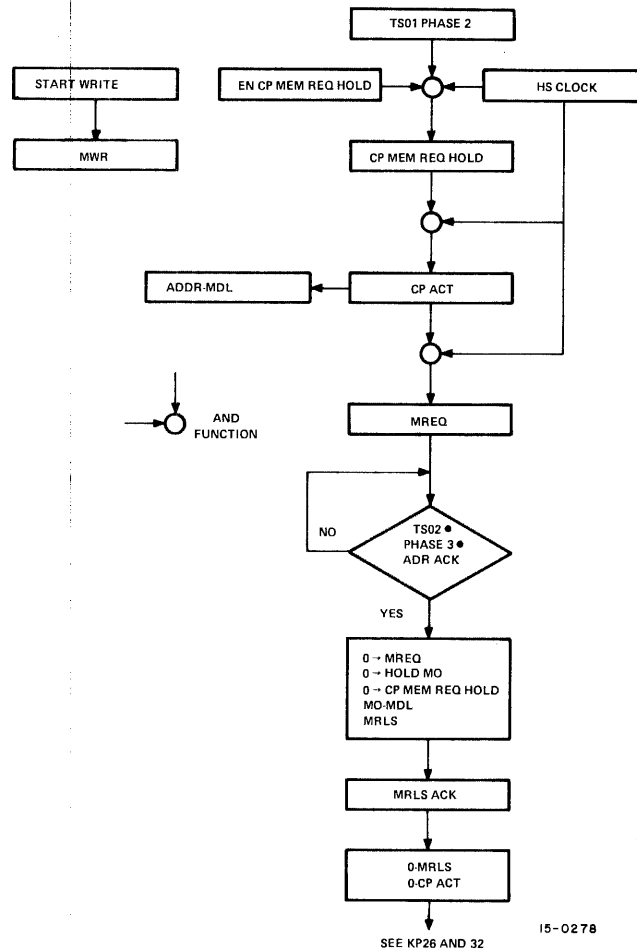 TS01 PHASE 2
START WRITE
EN CP MEM REQ HOLD
HS CLOCK
MWR
CP MEM REQ HOLD
ADDR-MDL
CP ACT
AND
FUNCTION
MREQ
NO
TS02 •
PHASE 3 •
ADR ACK
YES
0 → MREQ
0 → HOLD MO
0 → CP MEM REQ HOLD
MO-MDL
MRLS
MRLS ACK
0-MRLS
0-CP ACT
15-0278
SEE KP26 AND 32